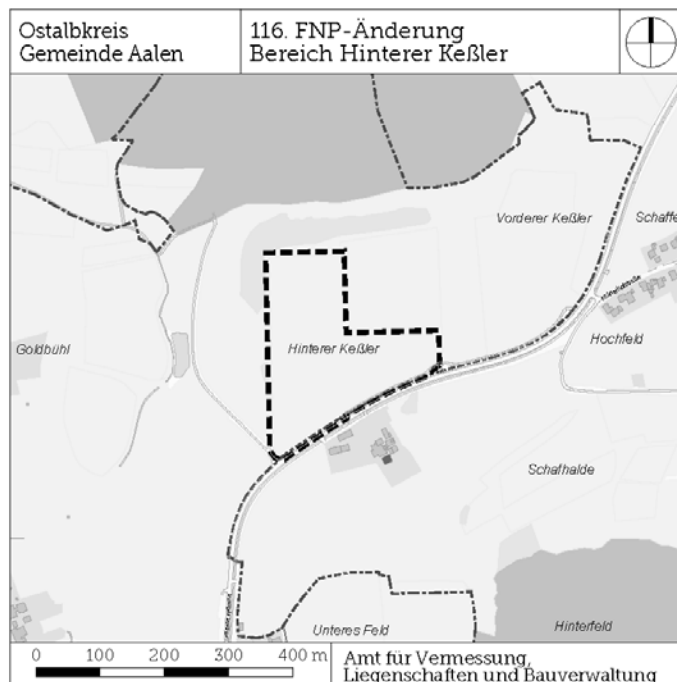 Ostalbkreis
Gemeinde Aalen
116. FNP-Änderung
Bereich Hinterer Keßler
Vorderer Keßler
Schaffe
Goldbühl
Hinterer Keßler
Hochfeld
Schafhalde
Unteres Feld
Hinterfeld
0 100 200 300 400 m
Amt für Vermessung,
Liegenschaften und Bauverwaltung